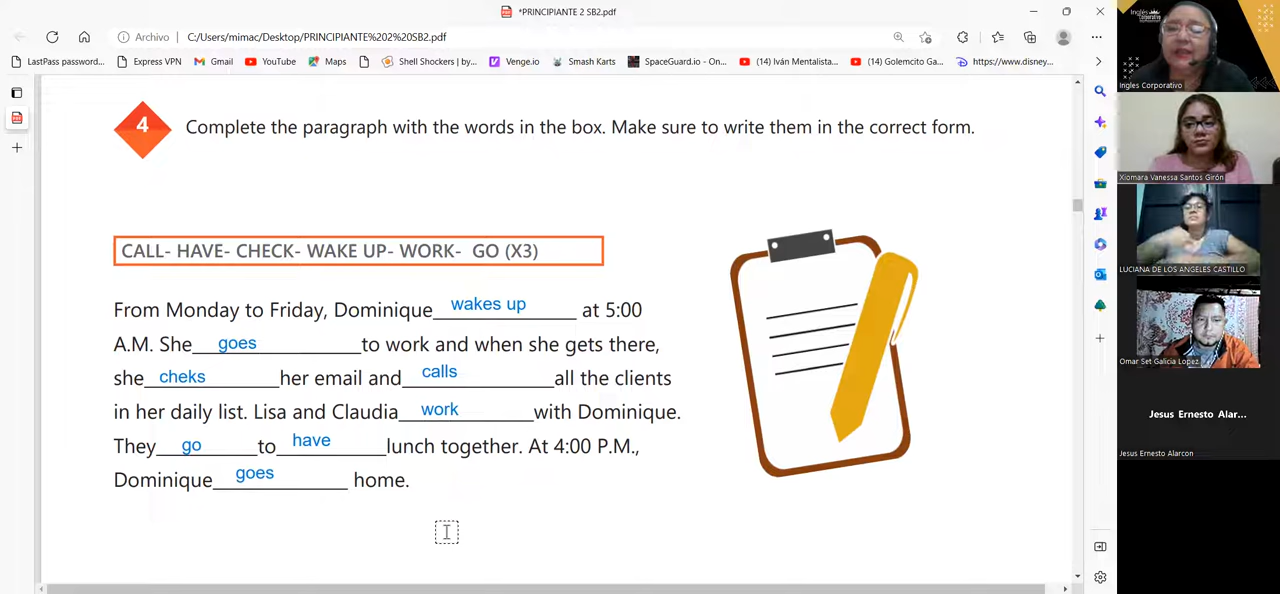 *PRINCIPIANTE 2 SB2.pdf
Archivo C:/Users/mimac/Desktop/PRINCIPIANTE%202%20SB2.pdf
LastPass password... Express VPN Gmail YouTube Maps Shell Shockers | by... Venge.io Smash Karts SpaceGuard.io - On... (14) Iván Mentalista... (14) Golemcito Ga... https://www.disney...
4 Complete the paragraph with the words in the box. Make sure to write them in the correct form.
CALL- HAVE- CHECK- WAKE UP- WORK- GO (X3)
From Monday to Friday, Dominique wakes up at 5:00
A.M. She goes to work and when she gets there,
she cheks her email and calls all the clients
in her daily list. Lisa and Claudia work with Dominique.
They go to have lunch together. At 4:00 P.M.,
Dominique goes home.
Inglés
Corporativo
Ingles Corporativo
Xiomara Vanessa Santos Girón
LUCIANA DE LOS ANGELES CASTILLO
Omar Set Galicia Lopez
Jesus Ernesto Alar...
Jesus Ernesto Alarcon